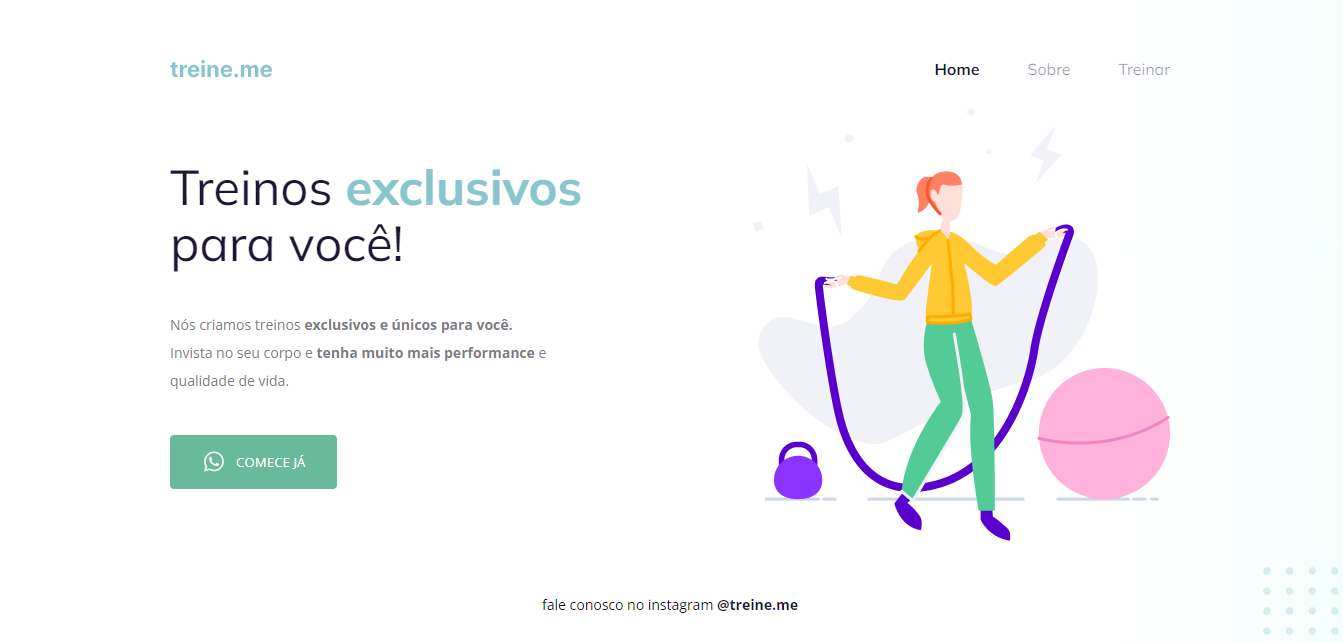 treine.me
Home Sobre Treinar
Treinos exclusivos
para você!
Nós criamos treinos exclusivos e únicos para você.
Invista no seu corpo e tenha muito mais performance e
qualidade de vida.
COMECE JÁ
fale conosco no instagram @treine.me